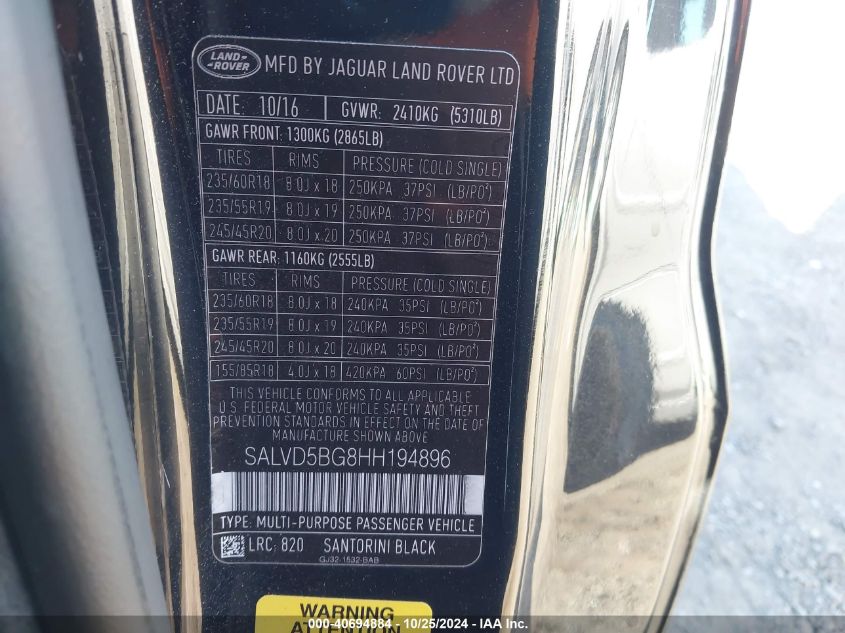 LAND
ROVER
MFD BY JAGUAR LAND ROVER LTD
DATE: 10/16 GVWR: 2410KG (5310LB)
GAWR FRONT: 1300KG (2865LB)
TIRES RIMS PRESSURE (COLD SINGLE)
235/60R18 8.0J x 18 250KPA 37PSI (LB/PO²)
235/55R19 8.0J x 19 250KPA 37PSI (LB/PO²)
245/45R20 8.0J x 20 250KPA 37PSI (LB/PO²)
GAWR REAR: 1160KG (2555LB)
TIRES RIMS PRESSURE (COLD SINGLE)
235/60R18 8.0J x 18 240KPA 35PSI (LB/PO²)
235/55R19 8.0J x 19 240KPA 35PSI (LB/PO²)
245/45R20 8.0J x 20 240KPA 35PSI (LB/PO²)
155/85R18 4.0J x 18 420KPA 60PSI (LB/PO²)
THIS VEHICLE CONFORMS TO ALL APPLICABLE
U.S. FEDERAL MOTOR VEHICLE SAFETY AND THEFT
PREVENTION STANDARDS IN EFFECT ON THE DATE OF
MANUFACTURE SHOWN ABOVE
SALVD5BG8HH194896
TYPE: MULTI-PURPOSE PASSENGER VEHICLE
LRC: 820 SANTORINI BLACK
GJ32-1532-BAB
WARNING
ATTENTION
000-40694884 / 10/25/2024 - IAA Inc.